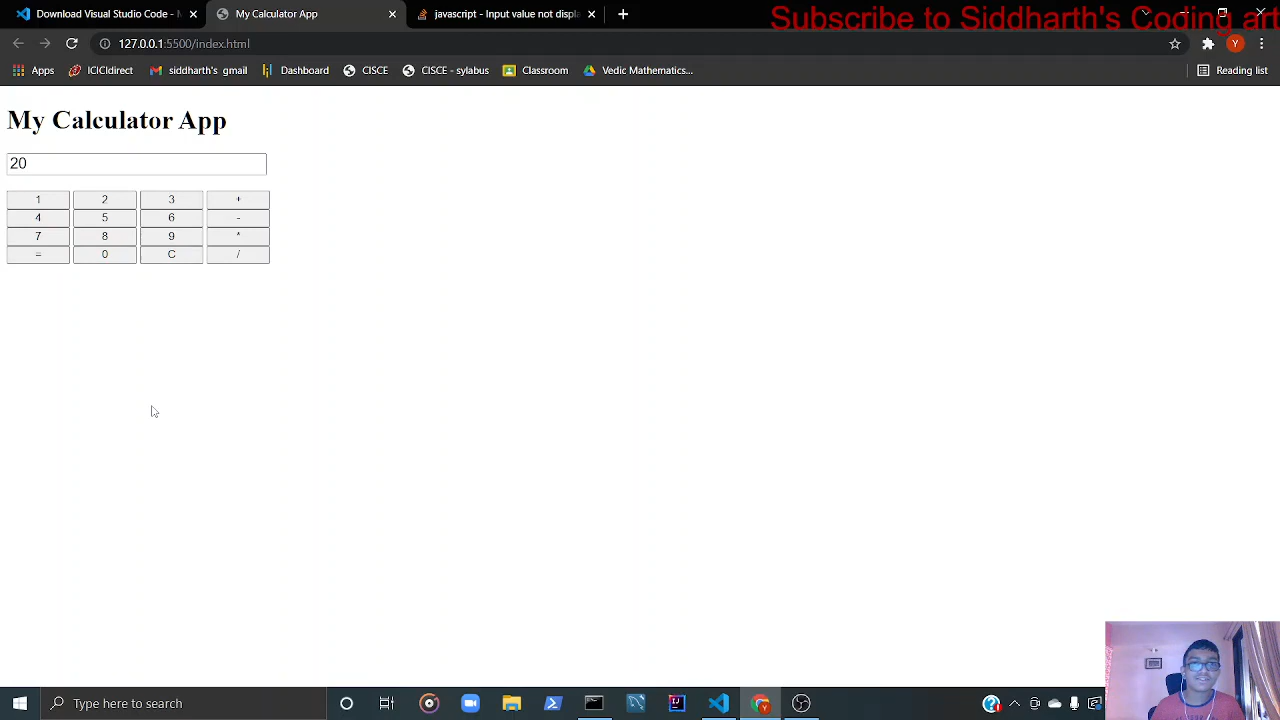 Download Visual Studio Code - M
My Calculator App
javascript - Input value not displa
Subscribe to Siddharth's Coding art
127.0.0.1:5500/index.html
Apps
ICICIdirect
siddharth's gmail
Dashboard
CISCE
CISCE - sylabus
Classroom
Vedic Mathematics...
Reading list
My Calculator App
20
1 2 3 +
4 5 6 -
7 8 9 *
= 0 C /
Type here to search